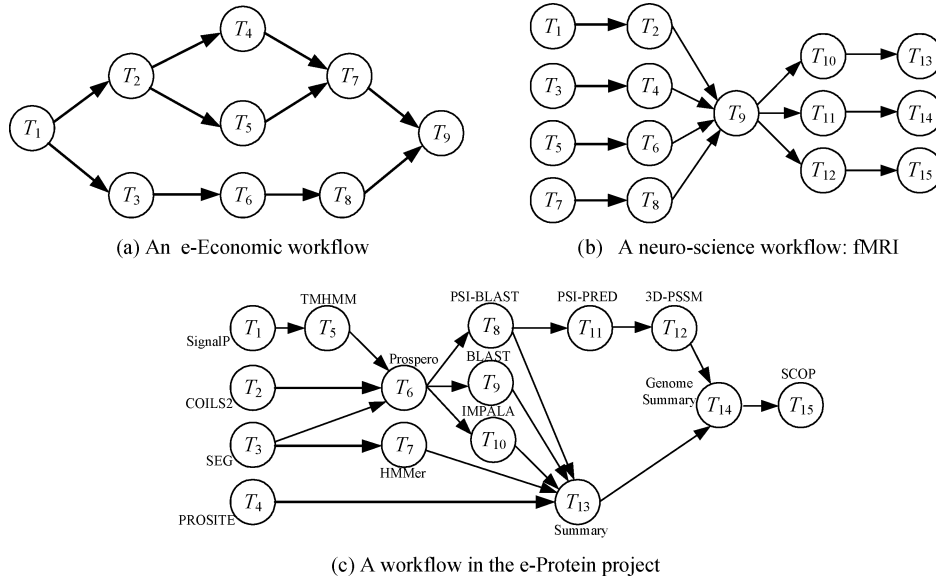 T1
T2
T3
T4
T5
T6
T7
T8
T9
(a) An e-Economic workflow
T1
T2
T3
T4
T5
T6
T7
T8
T9
T10
T13
T11
T14
T12
T15
(b) A neuro-science workflow: fMRI
SignalP
T1
TMHMM
T5
COILS2
T2
Prospero
T6
SEG
T3
T7
HMMer
PROSITE
T4
PSI-BLAST
T8
BLAST
T9
IMPALA
T10
PSI-PRED
T11
3D-PSSM
T12
T13
Summary
Genome
Summary
T14
SCOP
T15
(c) A workflow in the e-Protein project